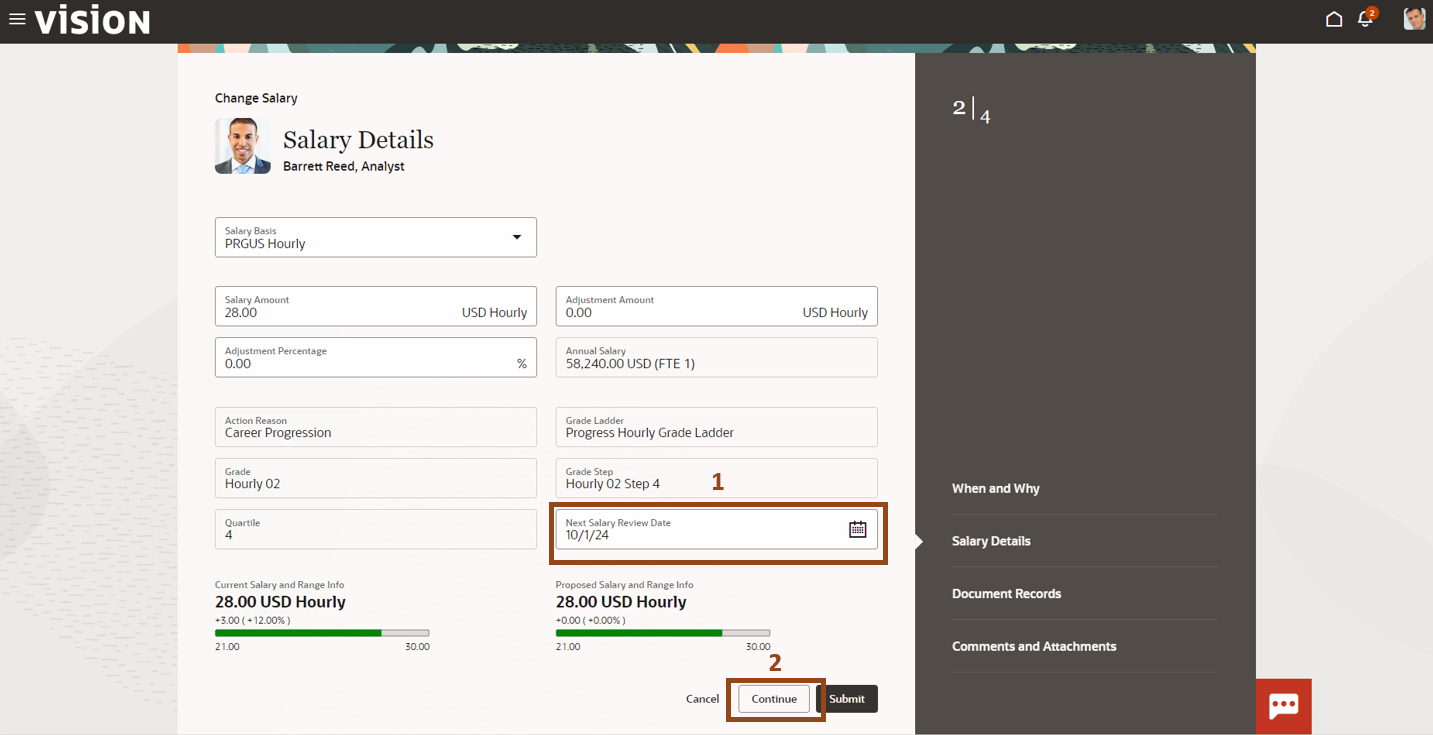 vision
2
Change Salary
Salary Details
Barrett Reed, Analyst
2 | 4
Salary Basis
PRGUS Hourly
Salary Amount
28.00 USD Hourly
Adjustment Amount
0.00 USD Hourly
Adjustment Percentage
0.00 %
Annual Salary
58,240.00 USD (FTE 1)
Action Reason
Career Progression
Grade Ladder
Progress Hourly Grade Ladder
Grade
Hourly 02
Grade Step
Hourly 02 Step 4
1
Quartile
4
Next Salary Review Date
10/1/24
Current Salary and Range Info
28.00 USD Hourly
+3.00 ( +12.00% )
21.00 30.00
Proposed Salary and Range Info
28.00 USD Hourly
+0.00 ( +0.00% )
21.00 30.00
2
Cancel Continue Submit
When and Why
Salary Details
Document Records
Comments and Attachments